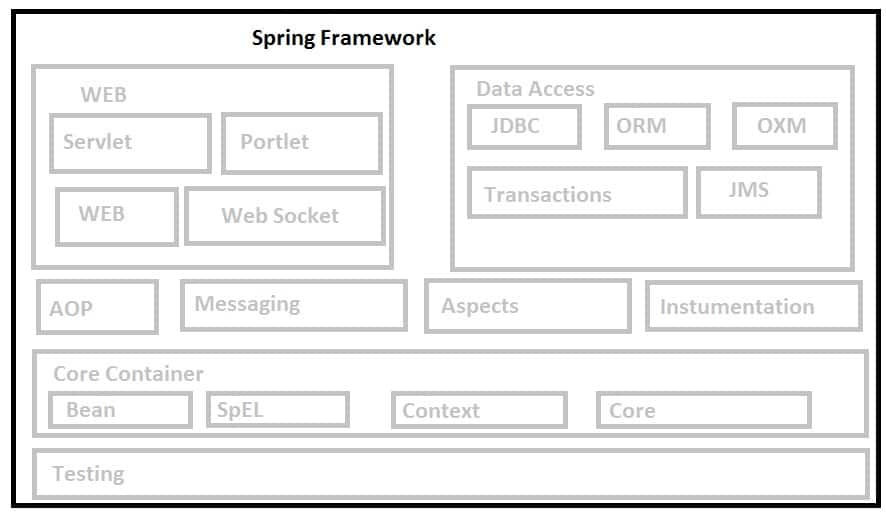 Spring Framework
WEB
Servlet
Portlet
WEB
Web Socket
Data Access
JDBC
ORM
OXM
Transactions
JMS
AOP
Messaging
Aspects
Instumentation
Core Container
Bean
SpEL
Context
Core
Testing